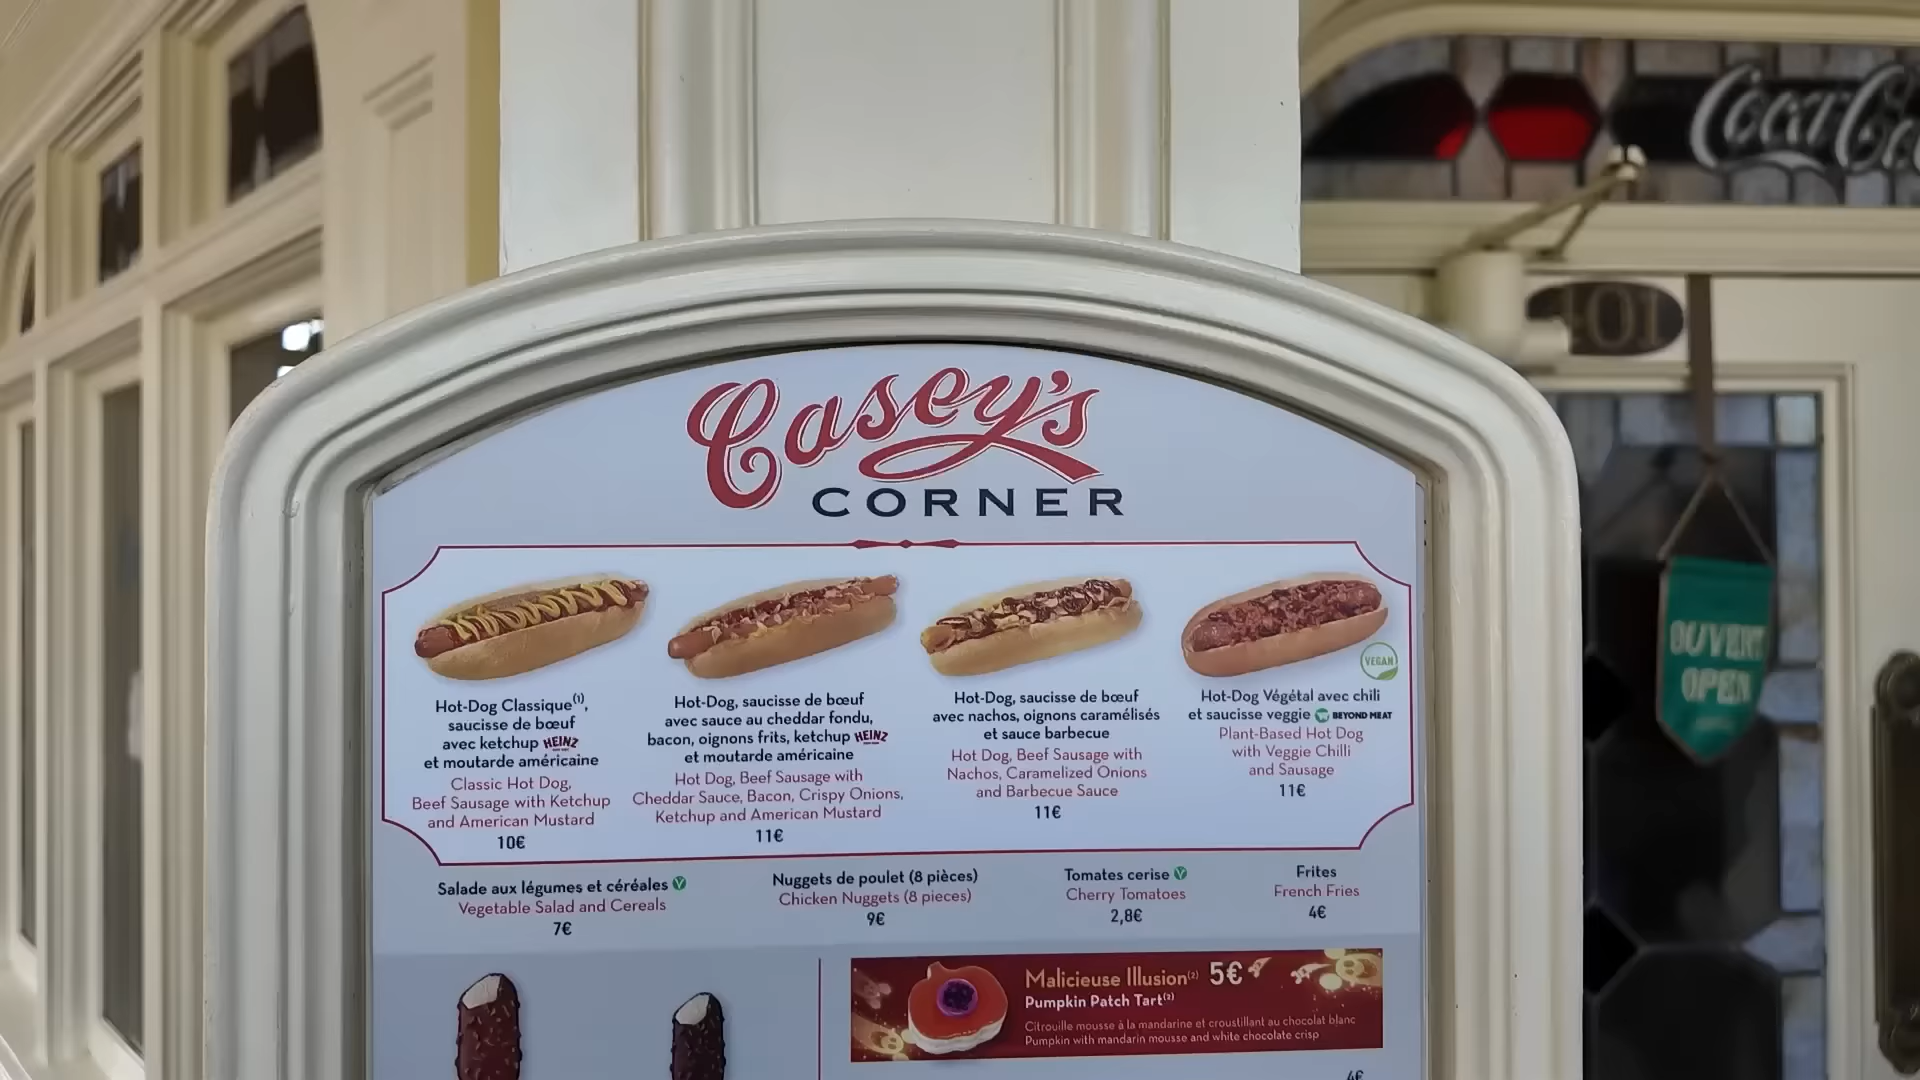 Coca Co
401
OUVERT
OPEN
Casey's
CORNER
Hot-Dog Classique(1),
saucisse de bœuf
avec ketchup HEINZ
et moutarde américaine
Classic Hot Dog,
Beef Sausage with Ketchup
and American Mustard
10€
Hot-Dog, saucisse de bœuf
avec sauce au cheddar fondu,
bacon, oignons frits, ketchup HEINZ
et moutarde américaine
Hot Dog, Beef Sausage with
Cheddar Sauce, Bacon, Crispy Onions,
Ketchup and American Mustard
11€
Hot-Dog, saucisse de bœuf
avec nachos, oignons caramélisés
et sauce barbecue
Hot Dog, Beef Sausage with
Nachos, Caramelized Onions
and Barbecue Sauce
11€
VEGAN
Hot-Dog Végétal avec chili
et saucisse veggie BEYOND MEAT
Plant-Based Hot Dog
with Veggie Chilli
and Sausage
11€
Salade aux légumes et céréales V
Vegetable Salad and Cereals
7€
Nuggets de poulet (8 pièces)
Chicken Nuggets (8 pieces)
9€
Tomates cerise V
Cherry Tomatoes
2,8€
Frites
French Fries
4€
Malicieuse Illusion(2) 5€
Pumpkin Patch Tart(2)
Citrouille mousse à la mandarine et croustillant au chocolat blanc
Pumpkin with mandarin mousse and white chocolate crisp
4€